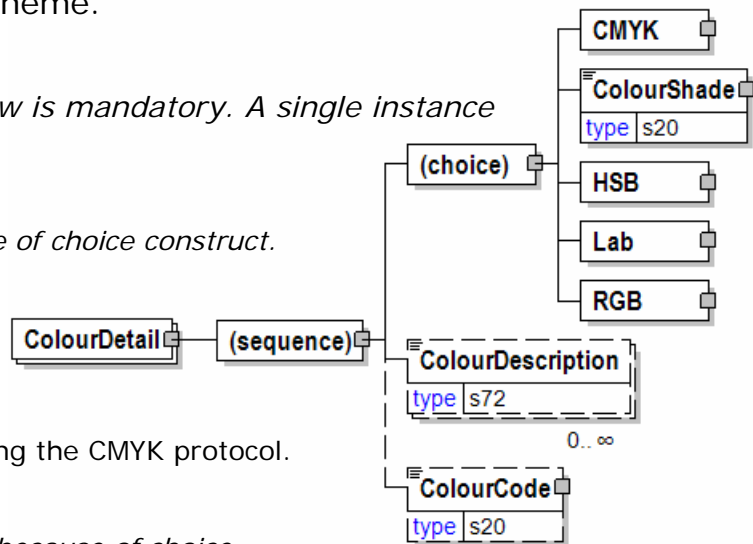 heme.
w is mandatory. A single instance
e of choice construct.
ng the CMYK protocol.
because of choice
ColourDetail
(sequence)
(choice)
CMYK
ColourShade
type s20
HSB
Lab
RGB
ColourDescription
type s72
0.. ∞
ColourCode
type s20